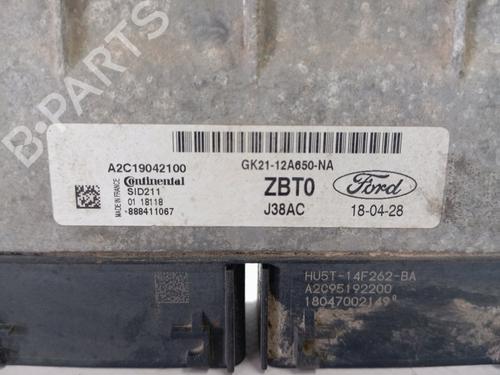 B-PARTS
A2C19042100
Continental
SID211
01 18118
-888411067
MADE IN FRANCE
GK21-12A650-NA
ZBT0
J38AC
Ford
18-04-28
HU5T-14F262-BA
A2C95192200
18047002149